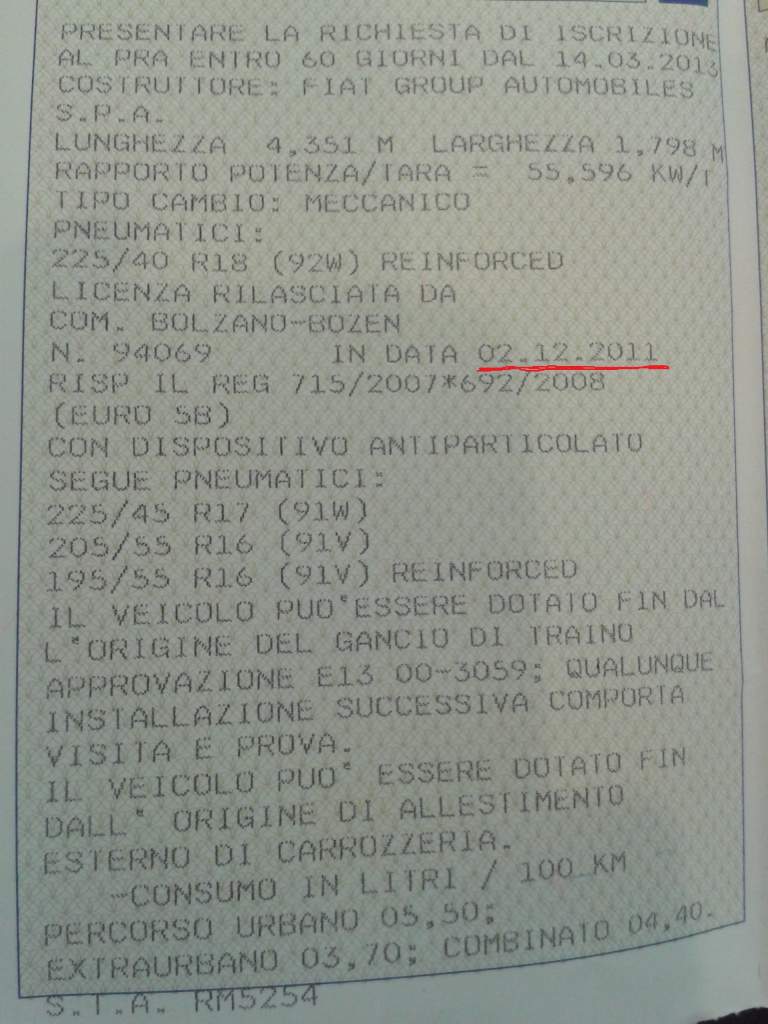 PRESENTARE LA RICHIESTA DI ISCRIZIONE
AL PRA ENTRO 60 GIORNI DAL 14.03.2013
COSTRUTTORE: FIAT GROUP AUTOMOBILES
S.P.A.
LUNGHEZZA 4,351 M LARGHEZZA 1,798 M
RAPPORTO POTENZA/TARA = 55,596 KW/T
TIPO CAMBIO: MECCANICO
PNEUMATICI:
225/40 R18 (92W) REINFORCED
LICENZA RILASCIATA DA
COM. BOLZANO-BOZEN
N. 94069 IN DATA 02.12.2011
RISP IL REG 715/2007*692/2008
(EURO 5B)
CON DISPOSITIVO ANTIPARTICOLATO
SEGUE PNEUMATICI:
225/45 R17 (91W)
205/55 R16 (91V)
195/55 R16 (91V) REINFORCED
IL VEICOLO PUO"ESSERE DOTATO FIN DAL
L"ORIGINE DEL GANCIO DI TRAINO
APPROVAZIONE E13 00-3059; QUALUNQUE
INSTALLAZIONE SUCCESSIVA COMPORTA
VISITA E PROVA.
IL VEICOLO PUO" ESSERE DOTATO FIN
DALL" ORIGINE DI ALLESTIMENTO
ESTERNO DI CARROZZERIA.
-CONSUMO IN LITRI / 100 KM
PERCORSO URBANO 05,50;
EXTRAURBANO 03,70; COMBINATO 04,40.
S.T.A. RM5254